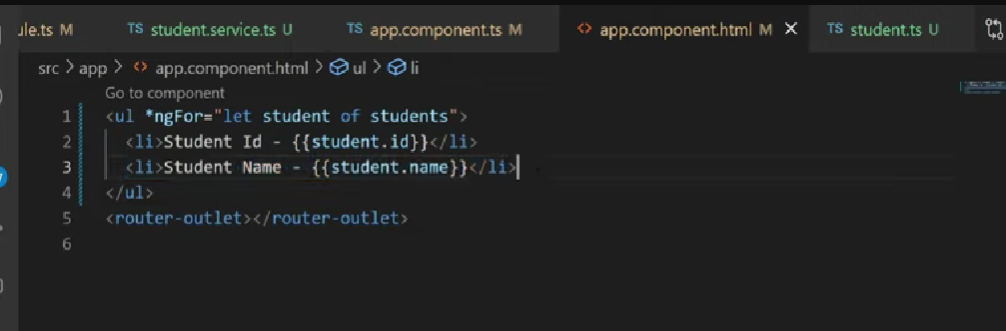 ule.ts M TS student.service.ts U TS app.component.ts M <> app.component.html M X TS student.ts U
src > app > <> app.component.html > ul > li
Go to component
1 <ul *ngFor="let student of students">
2 <li>Student Id - {{student.id}}</li>
3 <li>Student Name - {{student.name}}</li>
4 </ul>
5 <router-outlet></router-outlet>
6